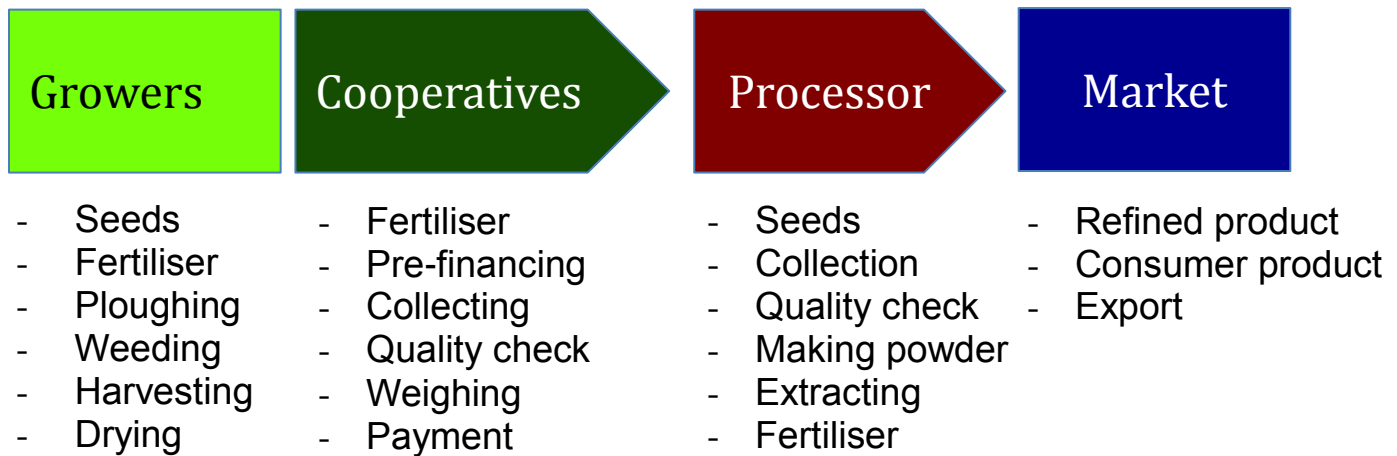 Growers
- Seeds
- Fertiliser
- Ploughing
- Weeding
- Harvesting
- Drying
Cooperatives
- Fertiliser
- Pre-financing
- Collecting
- Quality check
- Weighing
- Payment
Processor
- Seeds
- Collection
- Quality check
- Making powder
- Extracting
- Fertiliser
Market
- Refined product
- Consumer product
- Export